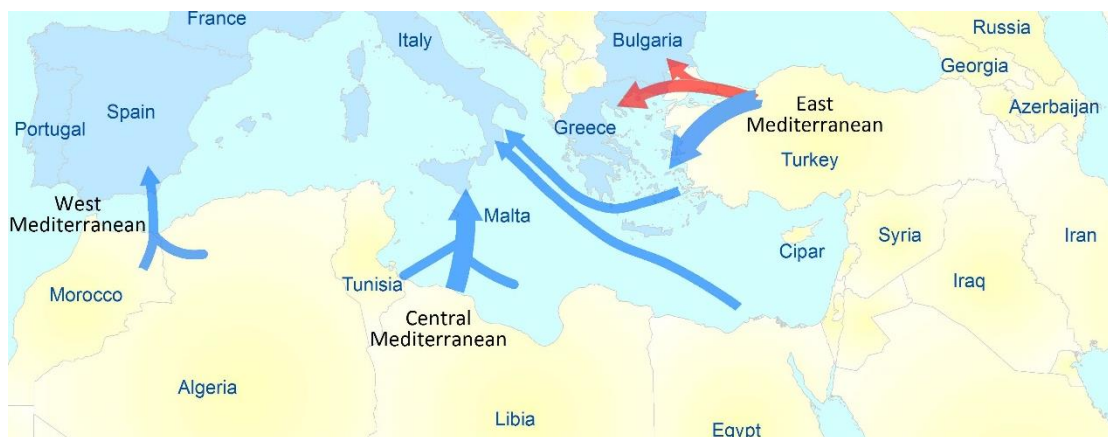 France
Italy
Bulgaria
Russia
Georgia
Azerbaijan
Portugal
Spain
Greece
East
Mediterranean
Turkey
West
Mediterranean
Malta
Cipar
Syria
Iran
Morocco
Tunisia
Iraq
Central
Mediterranean
Algeria
Libia
Egypt